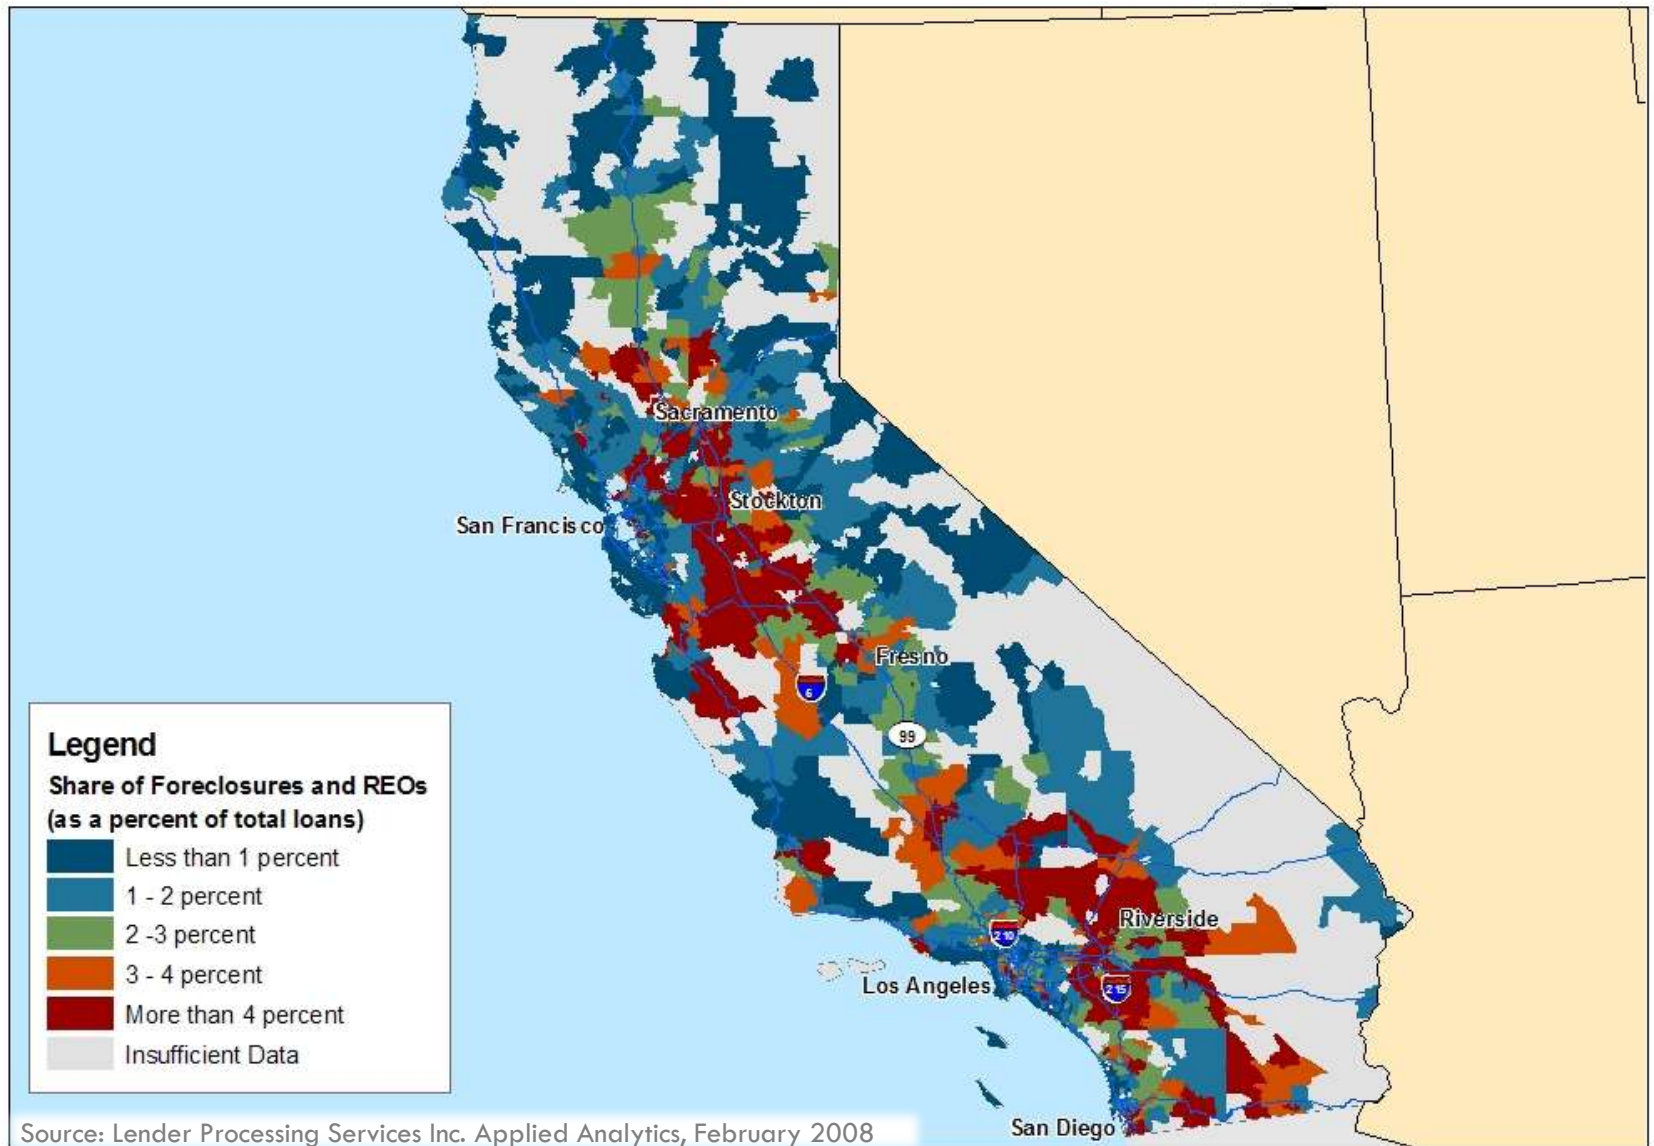 Sacramento
Stockton
San Francisco
Fresno
6
99
Riverside
210
Los Angeles
215
San Diego
Legend
Share of Foreclosures and REOs
(as a percent of total loans)
Less than 1 percent
1 - 2 percent
2 -3 percent
3 - 4 percent
More than 4 percent
Insufficient Data
Source: Lender Processing Services Inc. Applied Analytics, February 2008